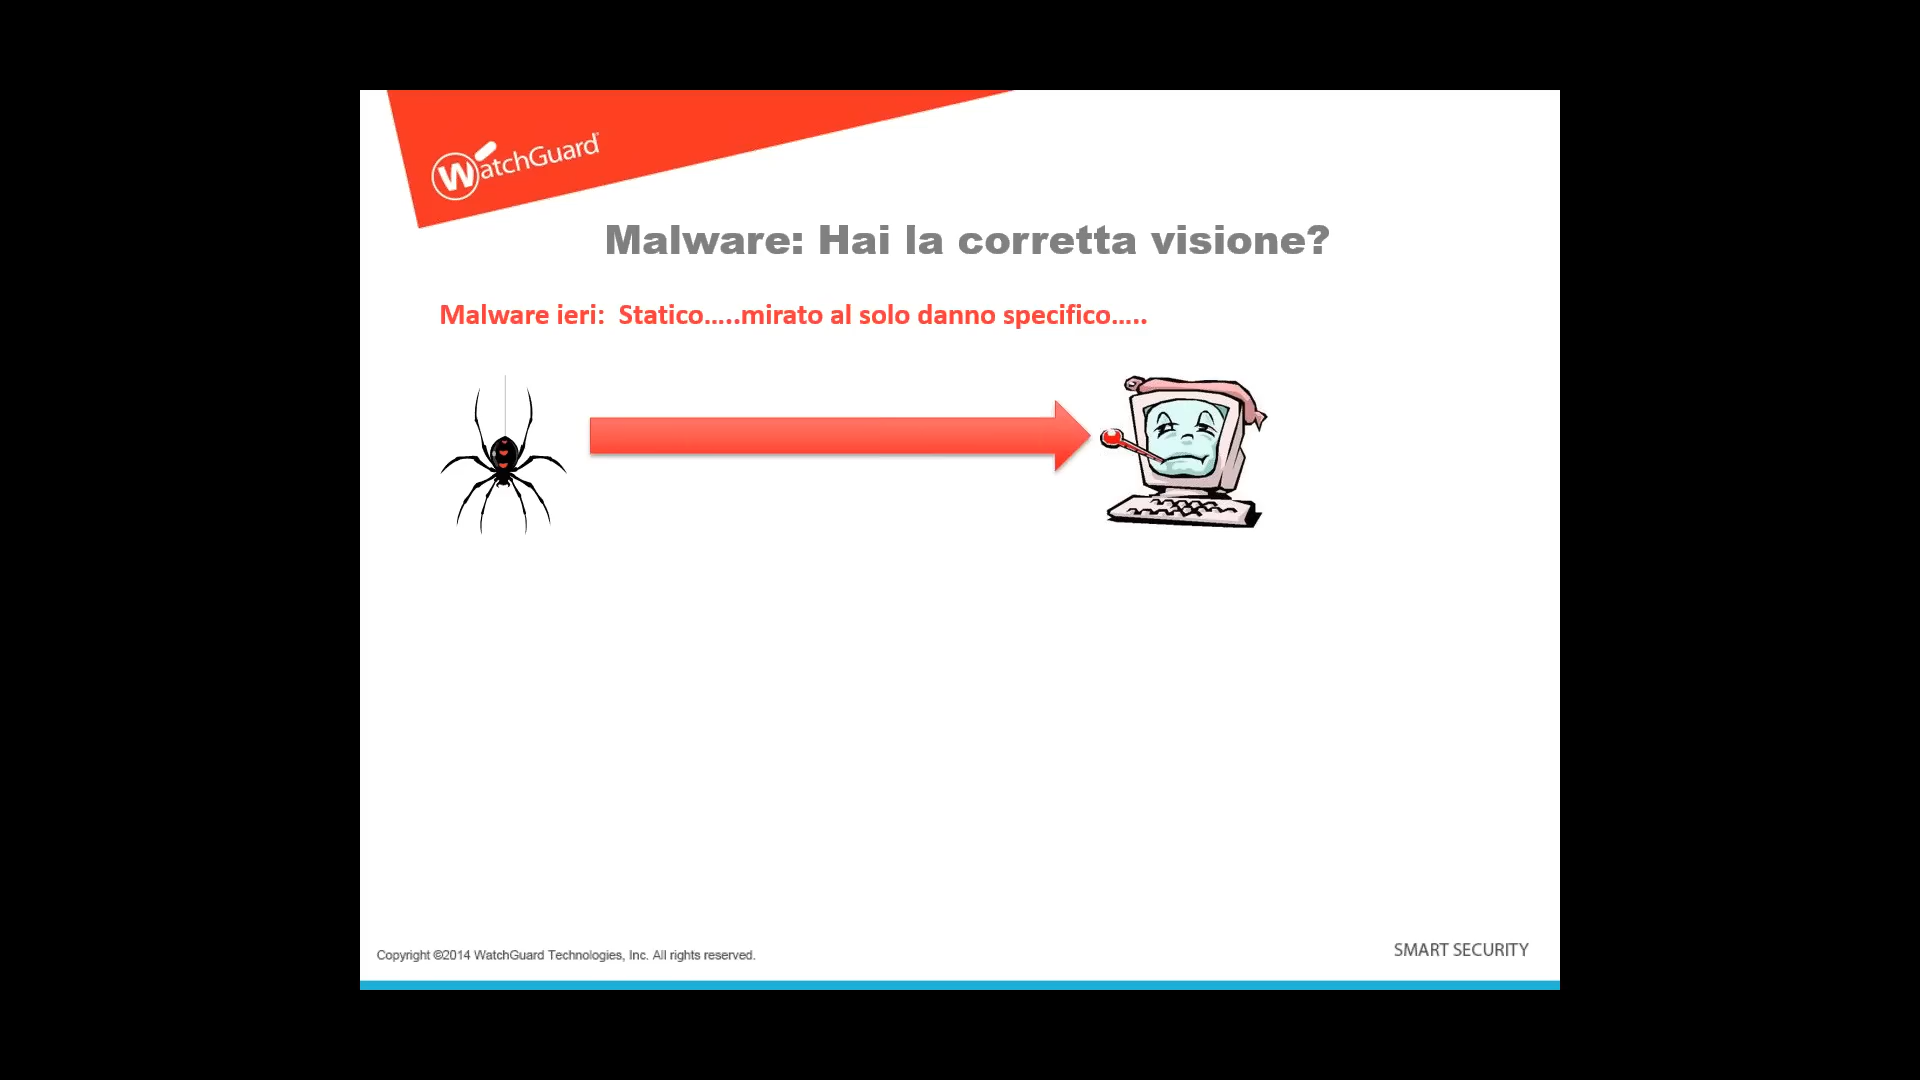 WatchGuard
Malware: Hai la corretta visione?
Malware ieri:  Statico.....mirato al solo danno specifico.....
Copyright ©2014 WatchGuard Technologies, Inc. All rights reserved.
SMART SECURITY